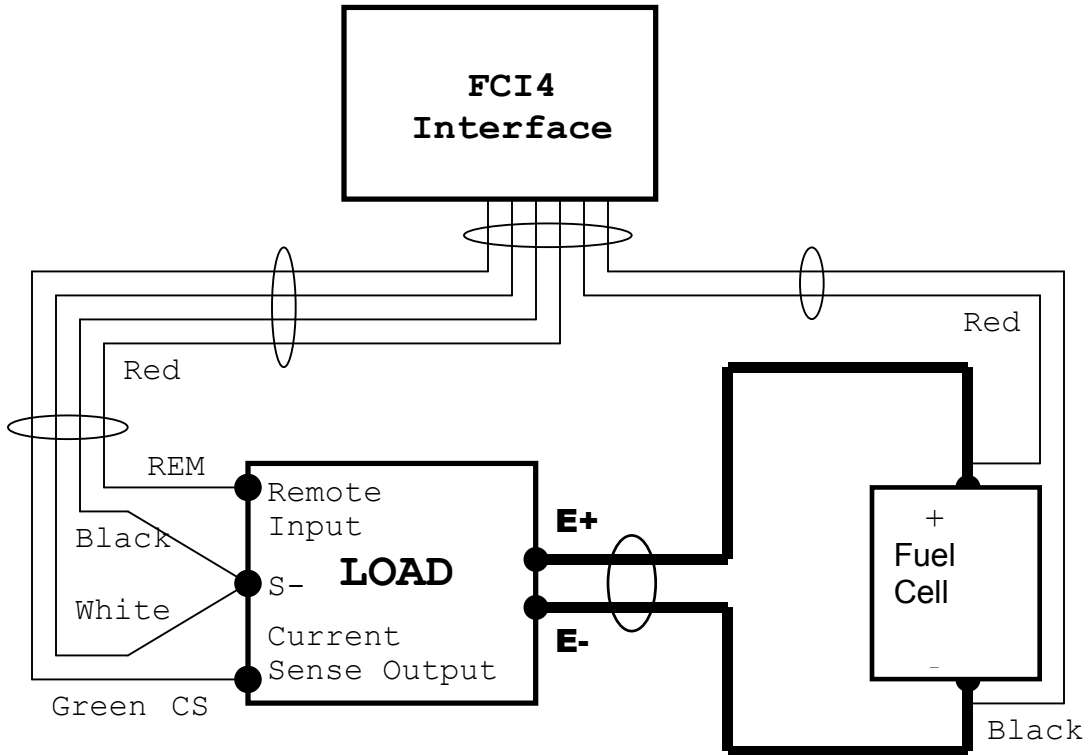 FCI4
Interface
Red
Red
REM
Remote
Input
E+
+
Fuel
Cell
Black
LOAD
S-
White
Current
Sense Output
E-
-
Green CS
Black